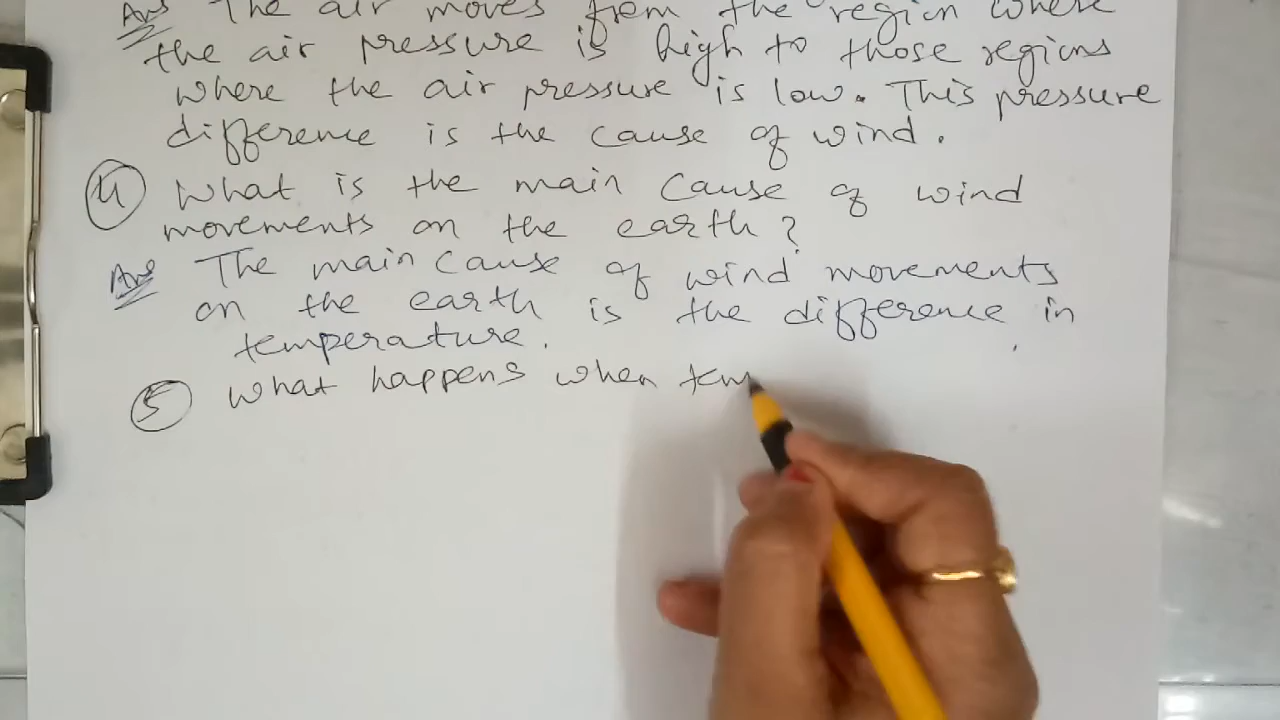 Ans The air moves from the region where
the air pressure is high to those regions
where the air pressure is low. This pressure
difference is the cause of wind.
4 What is the main cause of wind
movements on the earth?
Ans The main cause of wind movements
on the earth is the difference in
temperature.
5 What happens when tem